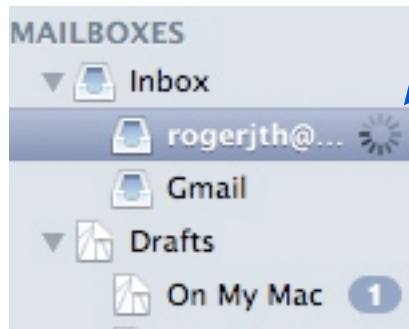 MAILBOXES
Inbox
rogerjth@...
Gmail
Drafts
On My Mac 1